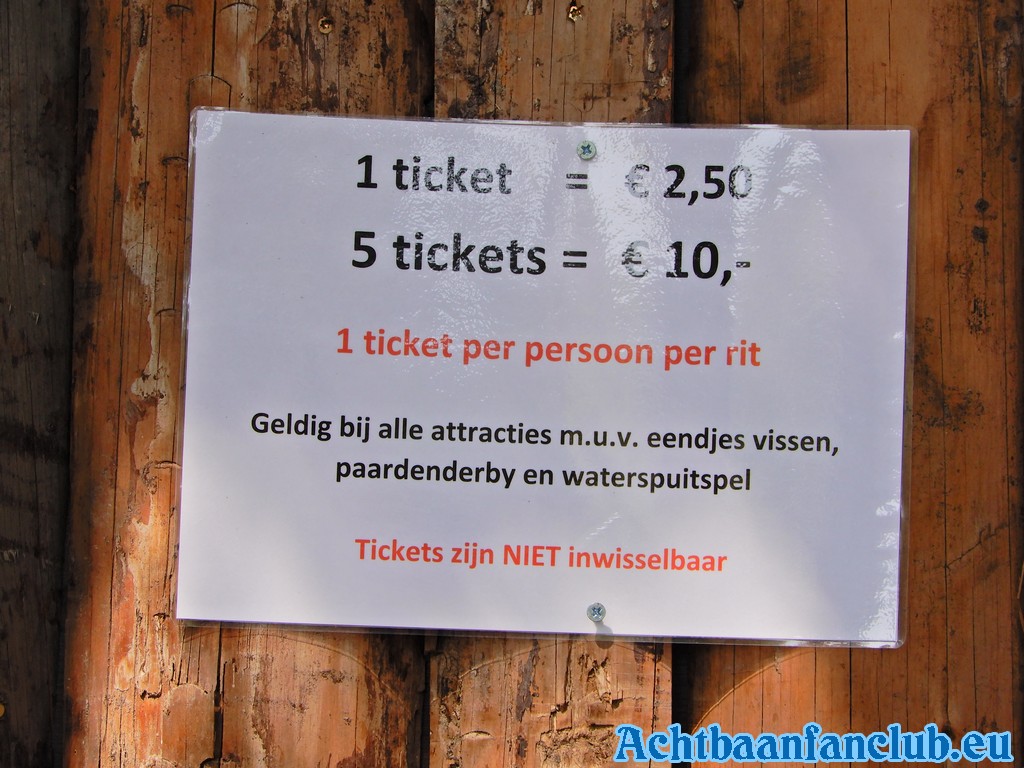 1 ticket = € 2,50
5 tickets = € 10,-
1 ticket per persoon per rit
Geldig bij alle attracties m.u.v. eendjes vissen,
paardenderby en waterspuitspel
Tickets zijn NIET inwisselbaar
Achtbaanfanclub.eu